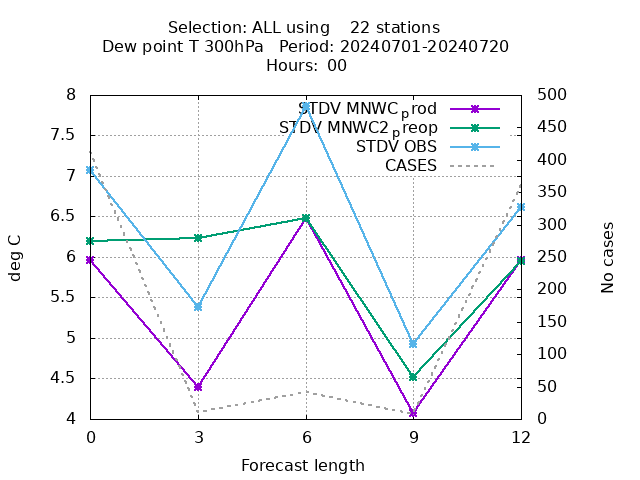 Selection: ALL using    22 stations
Dew point T 300hPa   Period: 20240701-20240720
Hours:  00
8 500
STDV MNWC_prod
450
STDV MNWC2_preop
7.5
STDV OBS
400
CASES
7
350
6.5 300
6 250
deg C
No cases
200
5.5
150
5
100
4.5 50
4 0
0 3 6 9 12
Forecast length